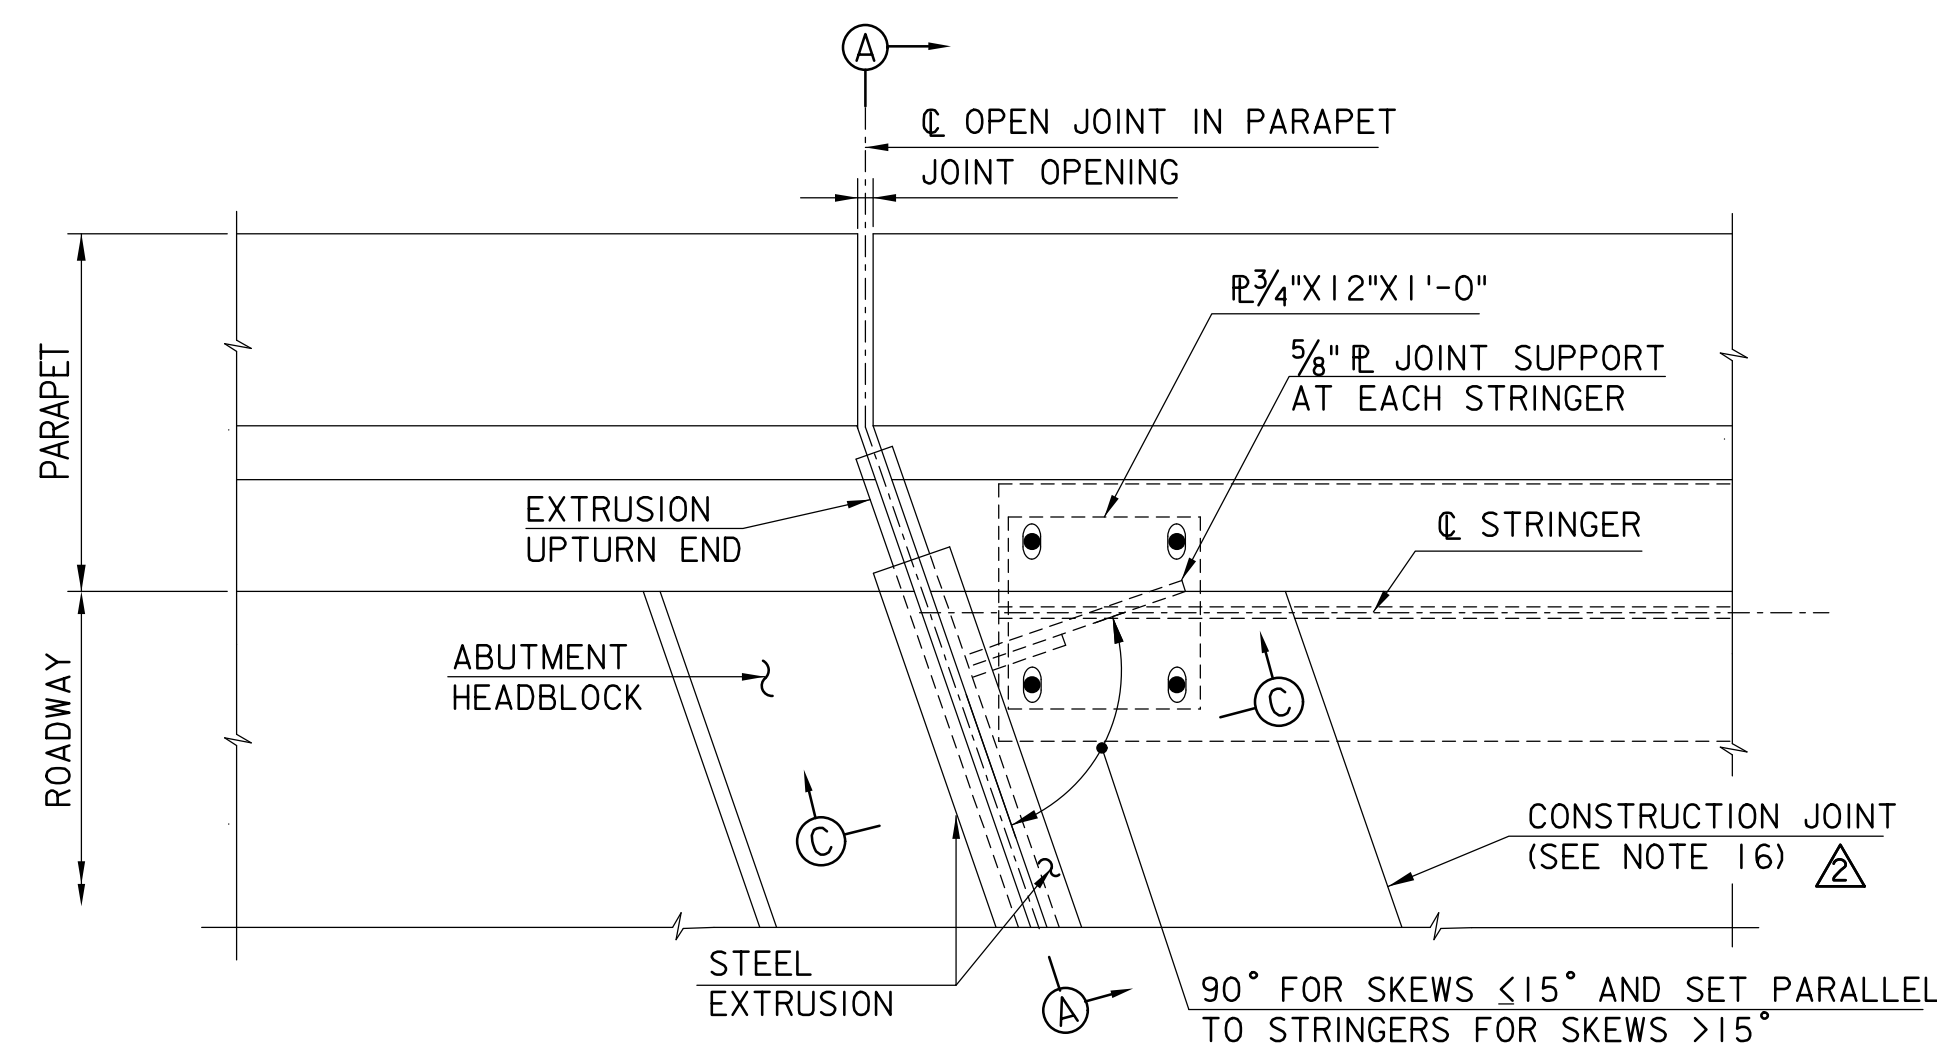 A
℄ OPEN JOINT IN PARAPET
JOINT OPENING
PARAPET
℞ 3/4"X12"X1'-0"
5/8" ℞ JOINT SUPPORT
AT EACH STRINGER
EXTRUSION
UPTURN END
℄ STRINGER
ABUTMENT
HEADBLOCK
ROADWAY
C
C
CONSTRUCTION JOINT
(SEE NOTE 16)
2
STEEL
EXTRUSION
A
90° FOR SKEWS ≤15° AND SET PARALLEL
TO STRINGERS FOR SKEWS >15°